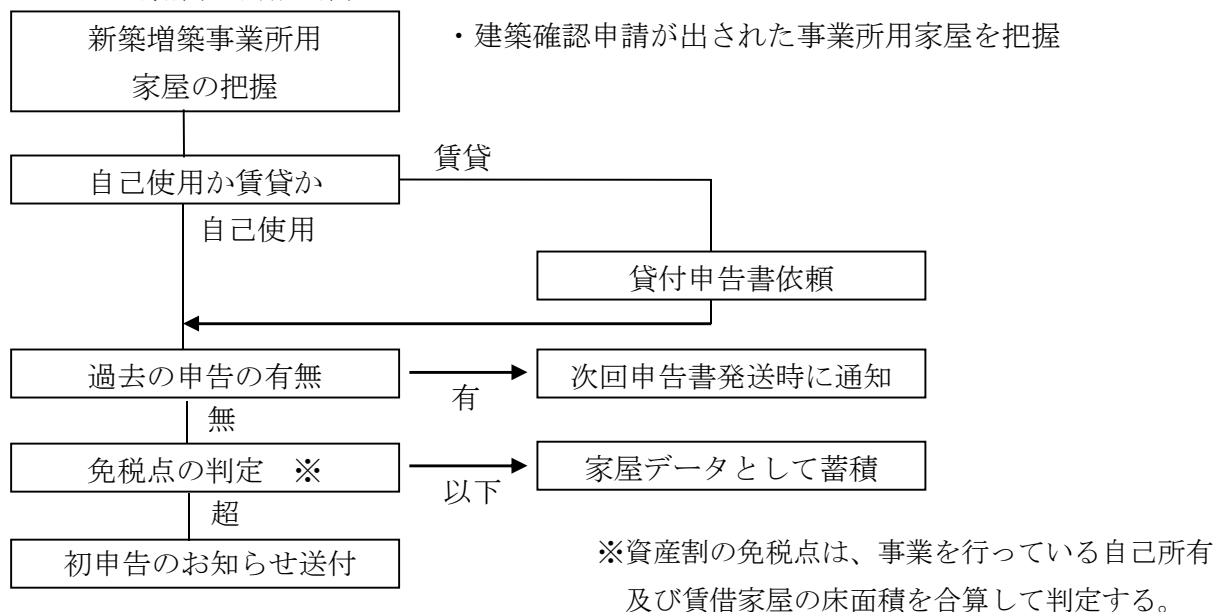 新築増築事業所用
家屋の把握
・建築確認申請が出された事業所用家屋を把握
自己使用か賃貸か
賃貸
自己使用
貸付申告書依頼
過去の申告の有無
有
次回申告書発送時に通知
無
免税点の判定 ※
以下
家屋データとして蓄積
超
初申告のお知らせ送付
※資産割の免税点は、事業を行っている自己所有
及び賃借家屋の床面積を合算して判定する。